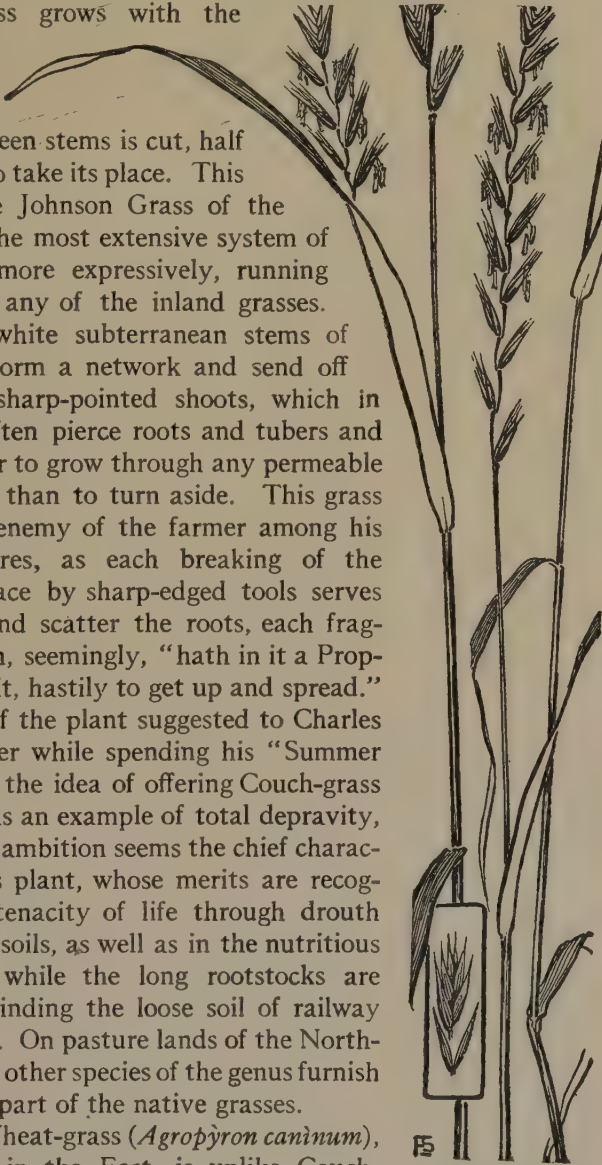 ss grows with the
een stems is cut, half
o take its place. This
e Johnson Grass of the
he most extensive system of
more expressively, running
any of the inland grasses.
white subterranean stems of
orm a network and send off
sharp-pointed shoots, which in
ten pierce roots and tubers and
r to grow through any permeable
than to turn aside. This grass
enemy of the farmer among his
res, as each breaking of the
ace by sharp-edged tools serves
nd scatter the roots, each frag-
n, seemingly, "hath in it a Prop-
It, hastily to get up and spread."
f the plant suggested to Charles
er while spending his "Summer
the idea of offering Couch-grass
as an example of total depravity,
ambition seems the chief charac-
s plant, whose merits are recog-
tenacity of life through drouth
soils, as well as in the nutritious
while the long rootstocks are
inding the loose soil of railway
. On pasture lands of the North-
other species of the genus furnish
part of the native grasses.
heat-grass (Agropỳron canìnum),
in the East, is unlike Couch-